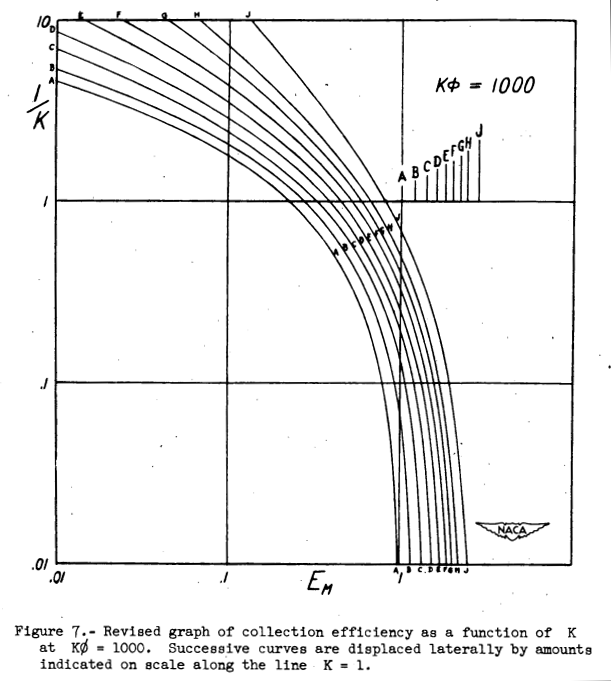 10
D E F G H J
C
B
A
1/K
KΦ = 1000
A B C D E F G H J
1
A B C D E F G H J
.1
NACA
.01
A B C D E F G H J
.01 .1 1
E_M
Figure 7.- Revised graph of collection efficiency as a function of K
at KØ = 1000. Successive curves are displaced laterally by amounts
indicated on scale along the line K = 1.